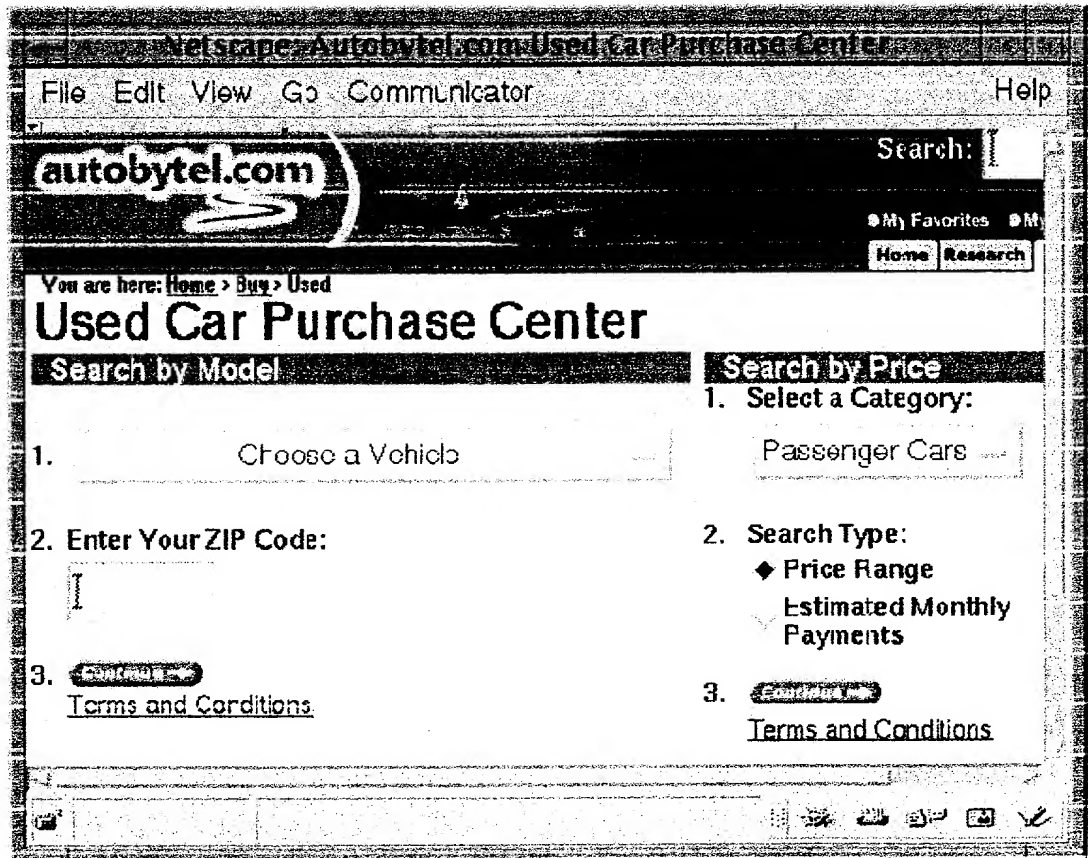 Netscape: Autobytel.com Used Car Purchase Center
File Edit View Go Communicator Help
autobytel.com
Search:
My Favorites My
Home Research
You are here: Home > Buy > Used
Used Car Purchase Center
Search by Model
1. Choose a Vehicle
2. Enter Your ZIP Code:
3. Continue
Terms and Conditions
Search by Price
1. Select a Category:
Passenger Cars
2. Search Type:
Price Range
Estimated Monthly
Payments
3. Continue
Terms and Conditions